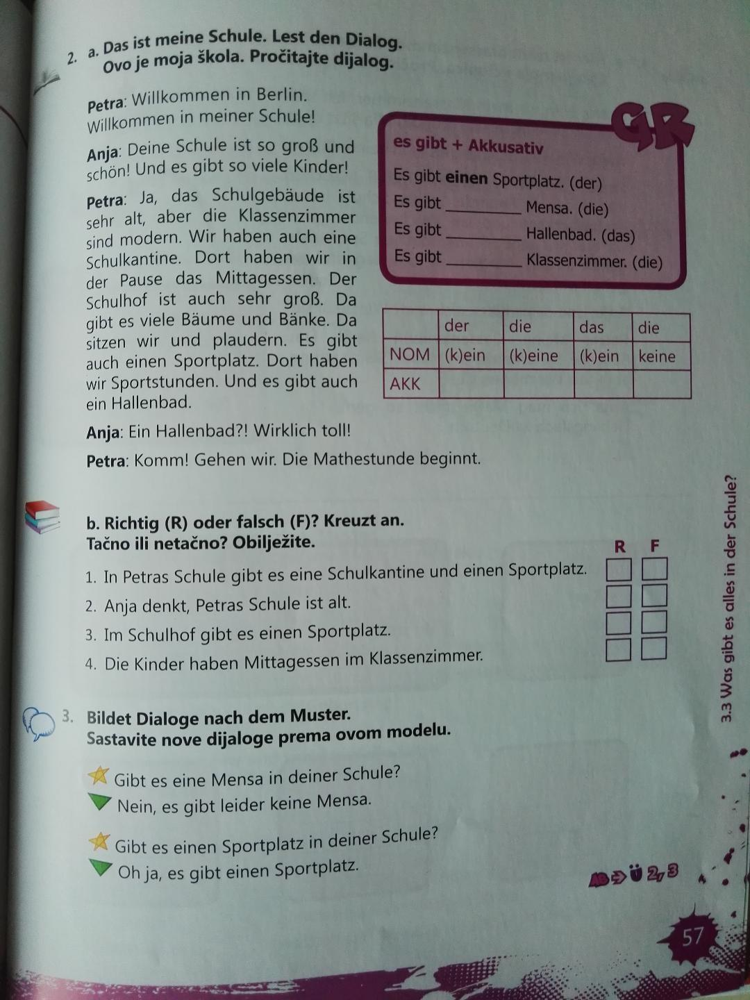 2. a. Das ist meine Schule. Lest den Dialog.
Ovo je moja škola. Pročitajte dijalog.
Petra: Willkommen in Berlin.
Willkommen in meiner Schule!
Anja: Deine Schule ist so groß und
schön! Und es gibt so viele Kinder!
Petra: Ja, das Schulgebäude ist
sehr alt, aber die Klassenzimmer
sind modern. Wir haben auch eine
Schulkantine. Dort haben wir in
der Pause das Mittagessen. Der
Schulhof ist auch sehr groß. Da
gibt es viele Bäume und Bänke. Da
sitzen wir und plaudern. Es gibt
auch einen Sportplatz. Dort haben
wir Sportstunden. Und es gibt auch
ein Hallenbad.
Anja: Ein Hallenbad?! Wirklich toll!
Petra: Komm! Gehen wir. Die Mathestunde beginnt.
GR
es gibt + Akkusativ
Es gibt einen Sportplatz. (der)
Es gibt __________ Mensa. (die)
Es gibt __________ Hallenbad. (das)
Es gibt __________ Klassenzimmer. (die)
der die das die
NOM (k)ein (k)eine (k)ein keine
AKK
b. Richtig (R) oder falsch (F)? Kreuzt an.
Tačno ili netačno? Obilježite.
R F
1. In Petras Schule gibt es eine Schulkantine und einen Sportplatz.
2. Anja denkt, Petras Schule ist alt.
3. Im Schulhof gibt es einen Sportplatz.
4. Die Kinder haben Mittagessen im Klassenzimmer.
3. Bildet Dialoge nach dem Muster.
Sastavite nove dijaloge prema ovom modelu.
Gibt es eine Mensa in deiner Schule?
Nein, es gibt leider keine Mensa.
Gibt es einen Sportplatz in deiner Schule?
Oh ja, es gibt einen Sportplatz.
AB Ü 2, 3
3.3 Was gibt es alles in der Schule?
57